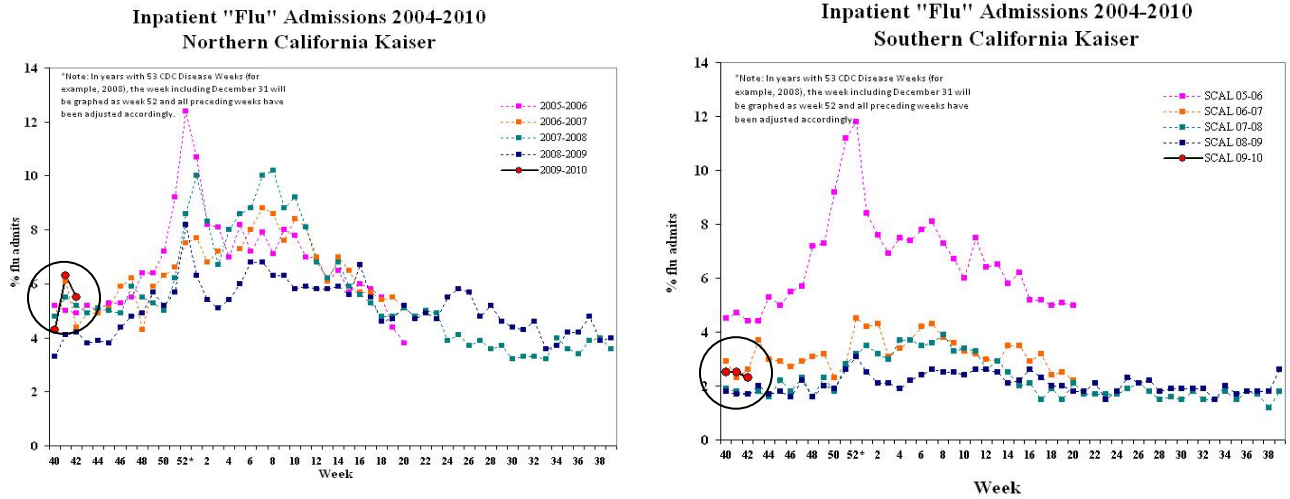 Inpatient "Flu" Admissions 2004-2010
Northern California Kaiser
*Note: In years with 53 CDC Disease Weeks (for
example, 2008), the week including December 31 will
be graphed as week 52 and all preceding weeks have
been adjusted accordingly.
2005-2006
2006-2007
2007-2008
2008-2009
2009-2010
% flu admits
14
12
10
8
6
4
2
0
40 42 44 46 48 50 52* 2 4 6 8 10 12 14 16 18 20 22 24 26 28 30 32 34 36 38
Week
Inpatient "Flu" Admissions 2004-2010
Southern California Kaiser
*Note: In years with 53 CDC Disease Weeks (for
example, 2008), the week including December 31 will
be graphed as week 52 and all preceding weeks have
been adjusted accordingly.
SCAL 05-06
SCAL 06-07
SCAL 07-08
SCAL 08-09
SCAL 09-10
% flu admits
14
12
10
8
6
4
2
0
40 42 44 46 48 50 52* 2 4 6 8 10 12 14 16 18 20 22 24 26 28 30 32 34 36 38
Week